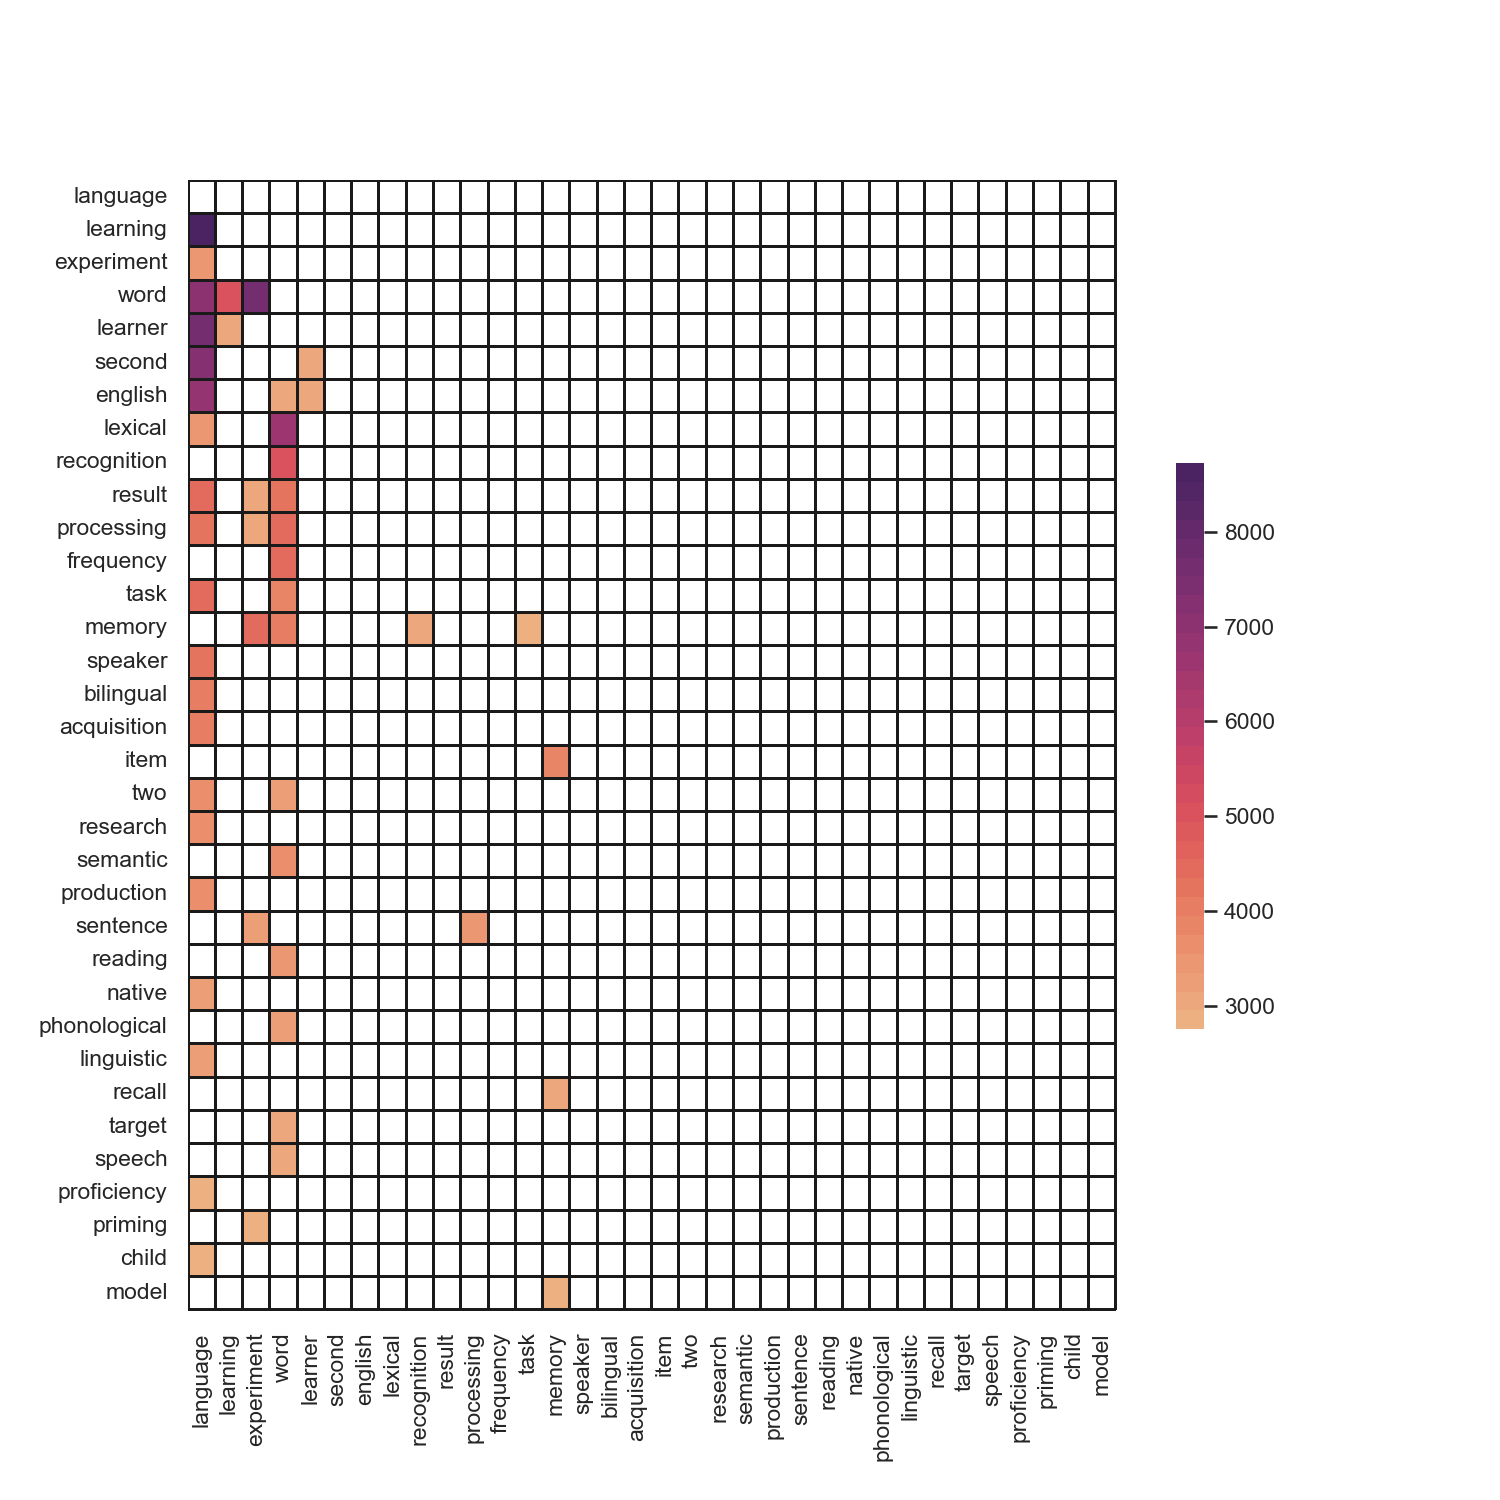 language
learning
experiment
word
learner
second
english
lexical
recognition
result
processing
frequency
task
memory
speaker
bilingual
acquisition
item
two
research
semantic
production
sentence
reading
native
phonological
linguistic
recall
target
speech
proficiency
priming
child
model
language
learning
experiment
word
learner
second
english
lexical
recognition
result
processing
frequency
task
memory
speaker
bilingual
acquisition
item
two
research
semantic
production
sentence
reading
native
phonological
linguistic
recall
target
speech
proficiency
priming
child
model
8000
7000
6000
5000
4000
3000